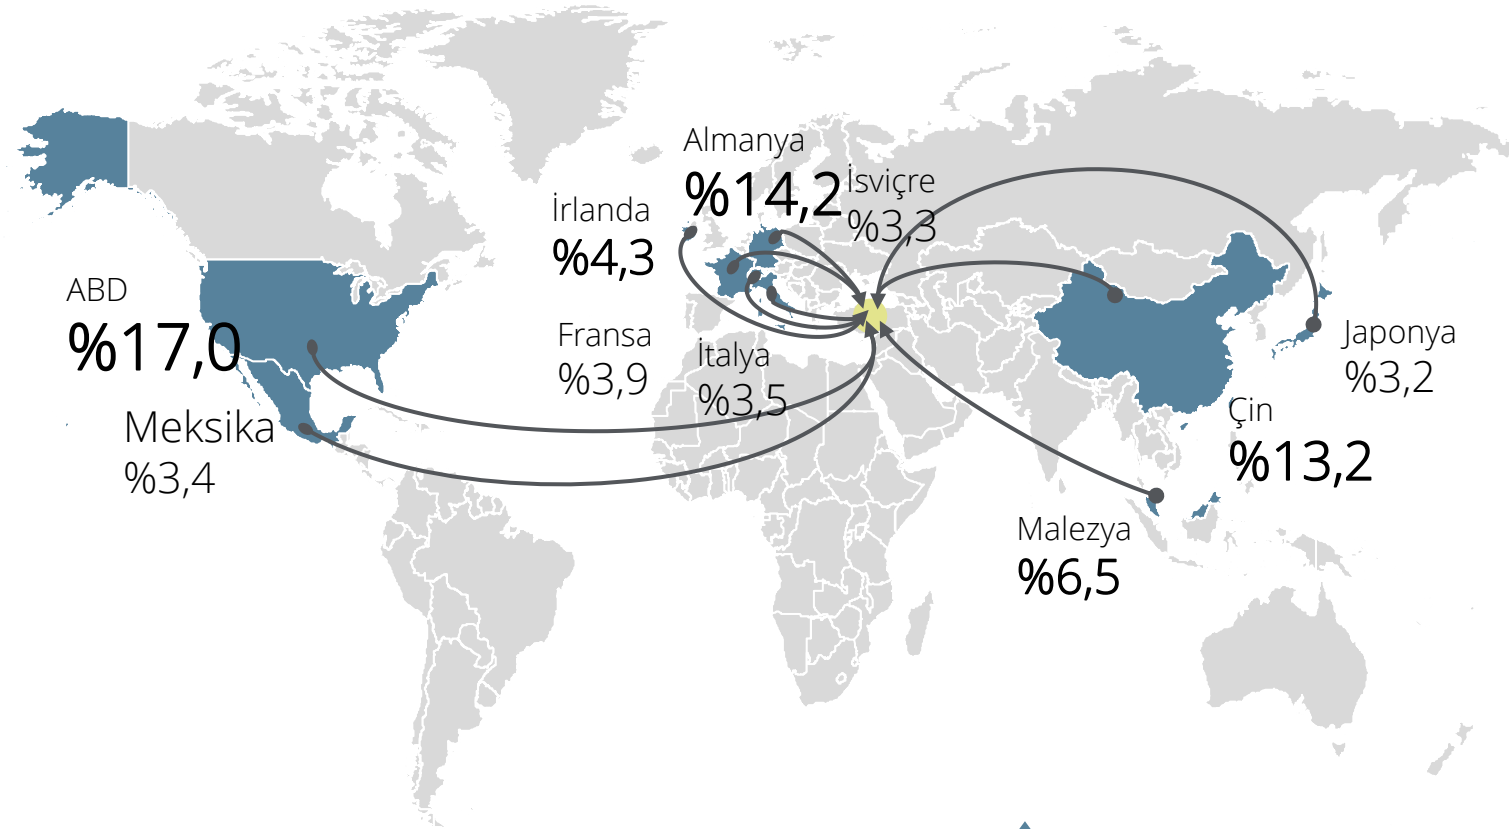 Almanya
%14,2
İsviçre
%3,3
İrlanda
%4,3
ABD
%17,0
Fransa
%3,9
İtalya
%3,5
Japonya
%3,2
Meksika
%3,4
Çin
%13,2
Malezya
%6,5